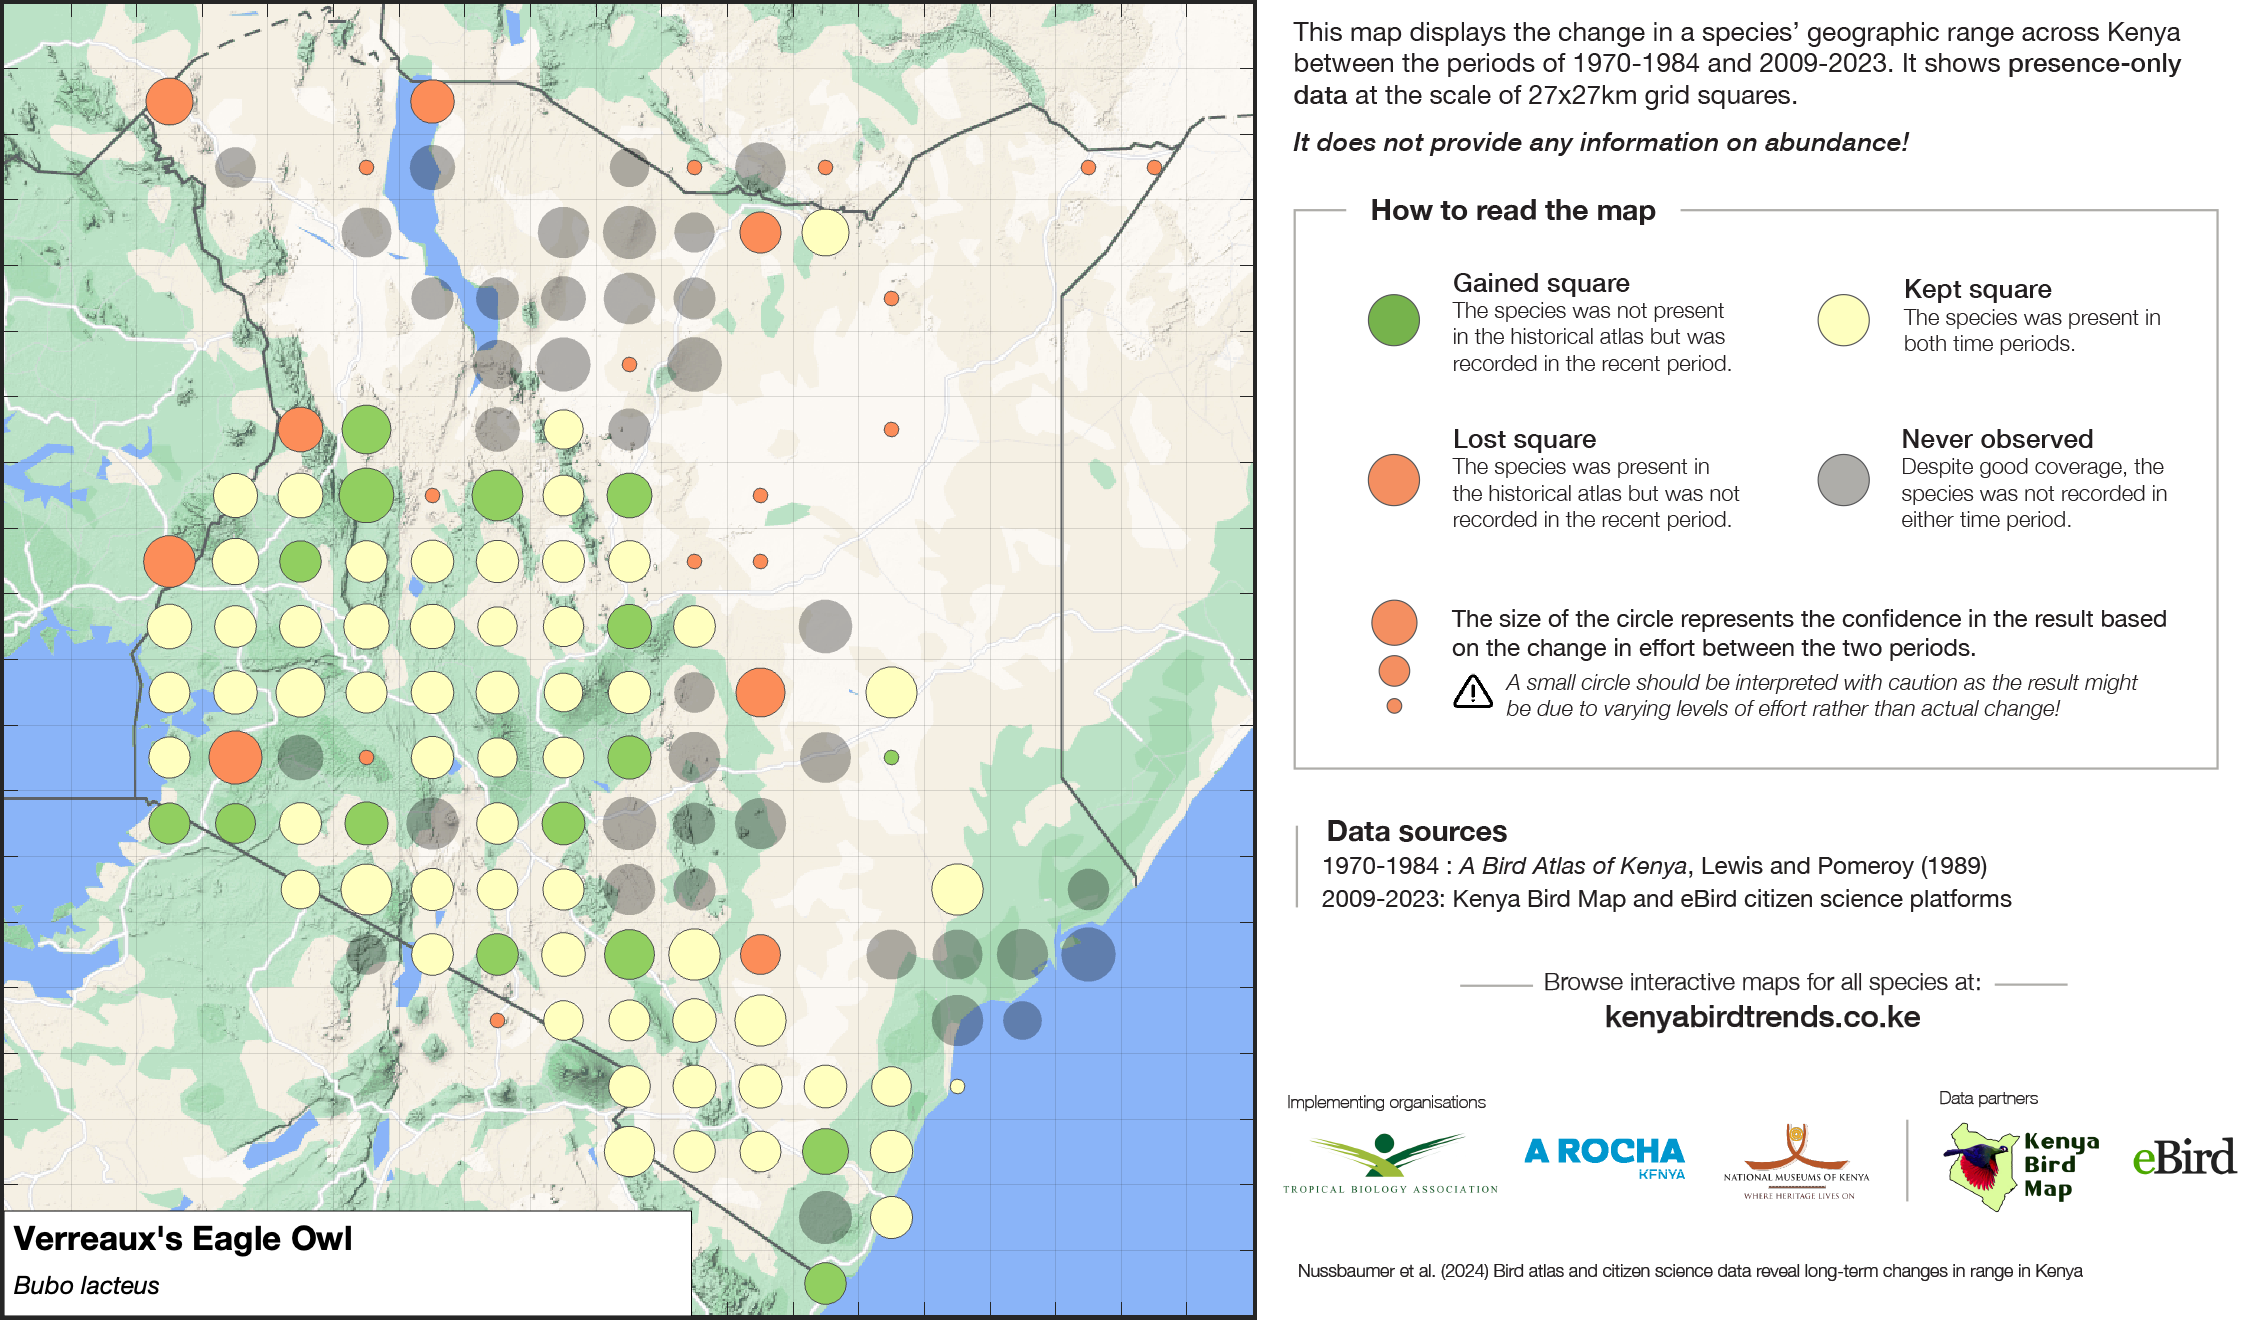 This map displays the change in a species’ geographic range across Kenya
between the periods of 1970-1984 and 2009-2023. It shows presence-only
data at the scale of 27x27km grid squares.
It does not provide any information on abundance!
How to read the map
Gained square
The species was not present
in the historical atlas but was
recorded in the recent period.
Kept square
The species was present in
both time periods.
Lost square
The species was present in
the historical atlas but was not
recorded in the recent period.
Never observed
Despite good coverage, the
species was not recorded in
either time period.
The size of the circle represents the confidence in the result based
on the change in effort between the two periods.
A small circle should be interpreted with caution as the result might
be due to varying levels of effort rather than actual change!
Data sources
1970-1984 : A Bird Atlas of Kenya, Lewis and Pomeroy (1989)
2009-2023: Kenya Bird Map and eBird citizen science platforms
Browse interactive maps for all species at:
kenyabirdtrends.co.ke
Implementing organisations
TROPICAL BIOLOGY ASSOCIATION
A ROCHA
KENYA
NATIONAL MUSEUMS OF KENYA
WHERE HERITAGE LIVES ON
Data partners
Kenya
Bird
Map
eBird
Nussbaumer et al. (2024) Bird atlas and citizen science data reveal long-term changes in range in Kenya
Verreaux's Eagle Owl
Bubo lacteus